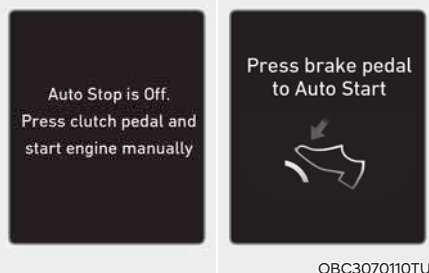 Auto Stop is Off.
Press clutch pedal and
start engine manually
Press brake pedal
to Auto Start
OBC3070110TU